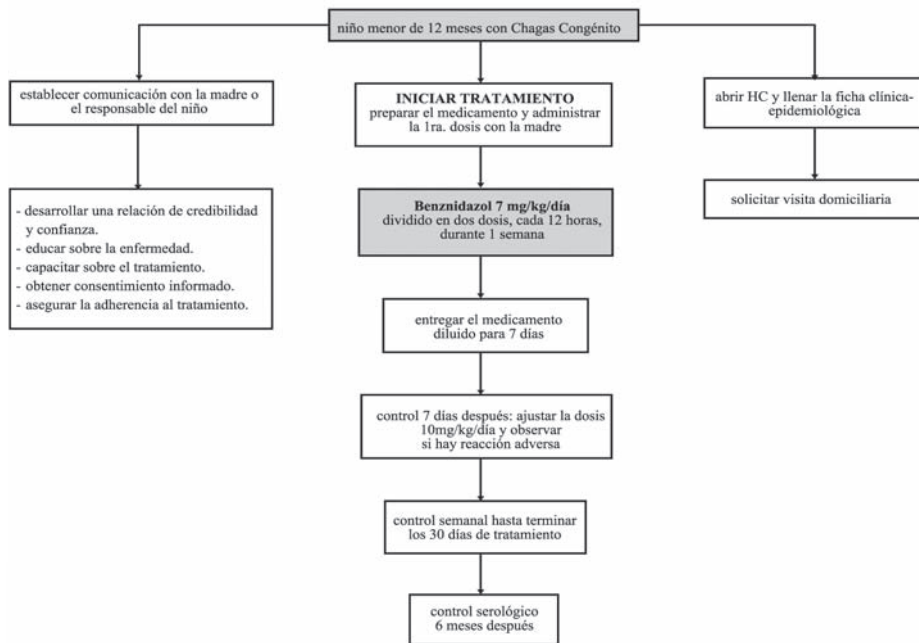 niño menor de 12 meses con Chagas Congénito
establecer comunicación con la madre o
el responsable del niño
- desarrollar una relación de credibilidad
y confianza.
- educar sobre la enfermedad.
- capacitar sobre el tratamiento.
- obtener consentimiento informado.
- asegurar la adherencia al tratamiento.
INICIAR TRATAMIENTO
preparar el medicamento y administrar
la 1ra. dosis con la madre
Benznidazol 7 mg/kg/día
dividido en dos dosis, cada 12 horas,
durante 1 semana
entregar el medicamento
diluido para 7 días
control 7 días después: ajustar la dosis
10mg/kg/día y observar
si hay reacción adversa
control semanal hasta terminar
los 30 días de tratamiento
control serológico
6 meses después
abrir HC y llenar la ficha clínica-
epidemiológica
solicitar visita domiciliaria